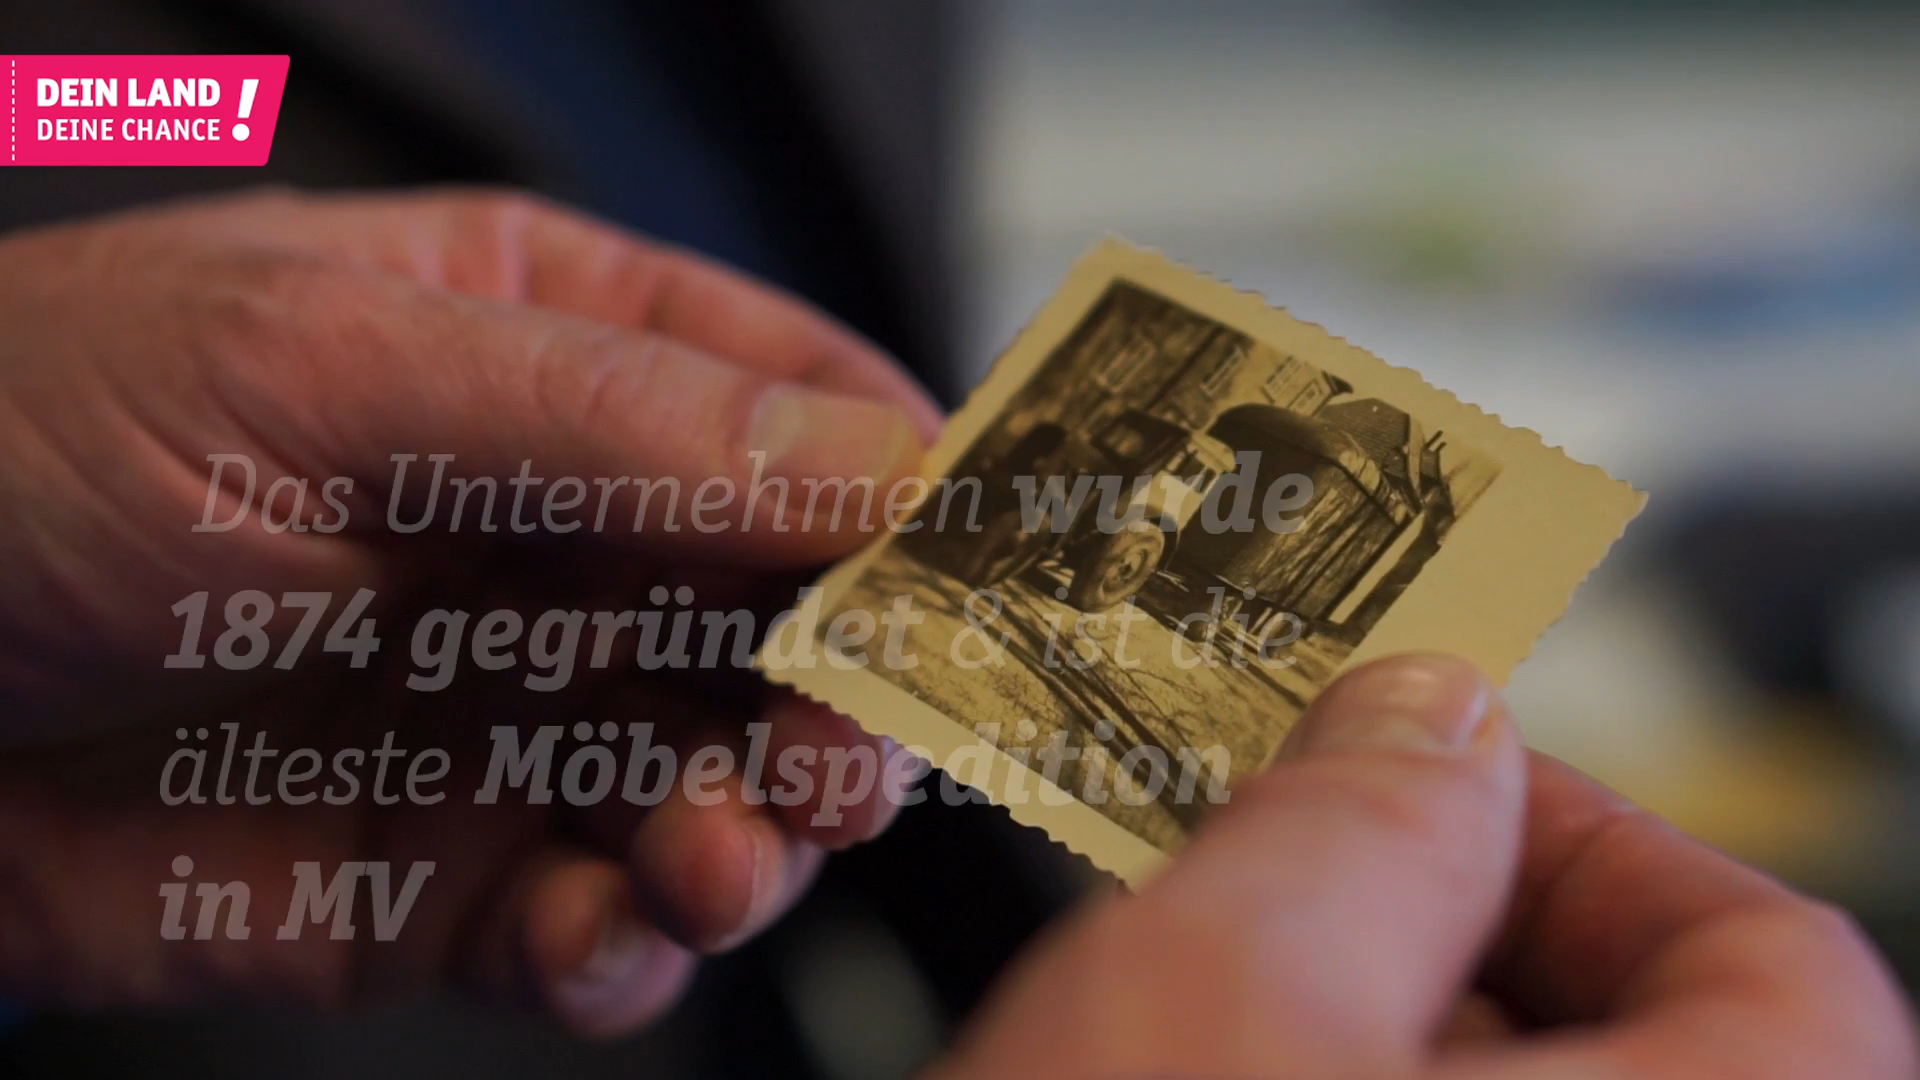 DEIN LAND
DEINE CHANCE!
Das Unternehmen wurde
1874 gegründet & ist die
älteste Möbelspedition
in MV